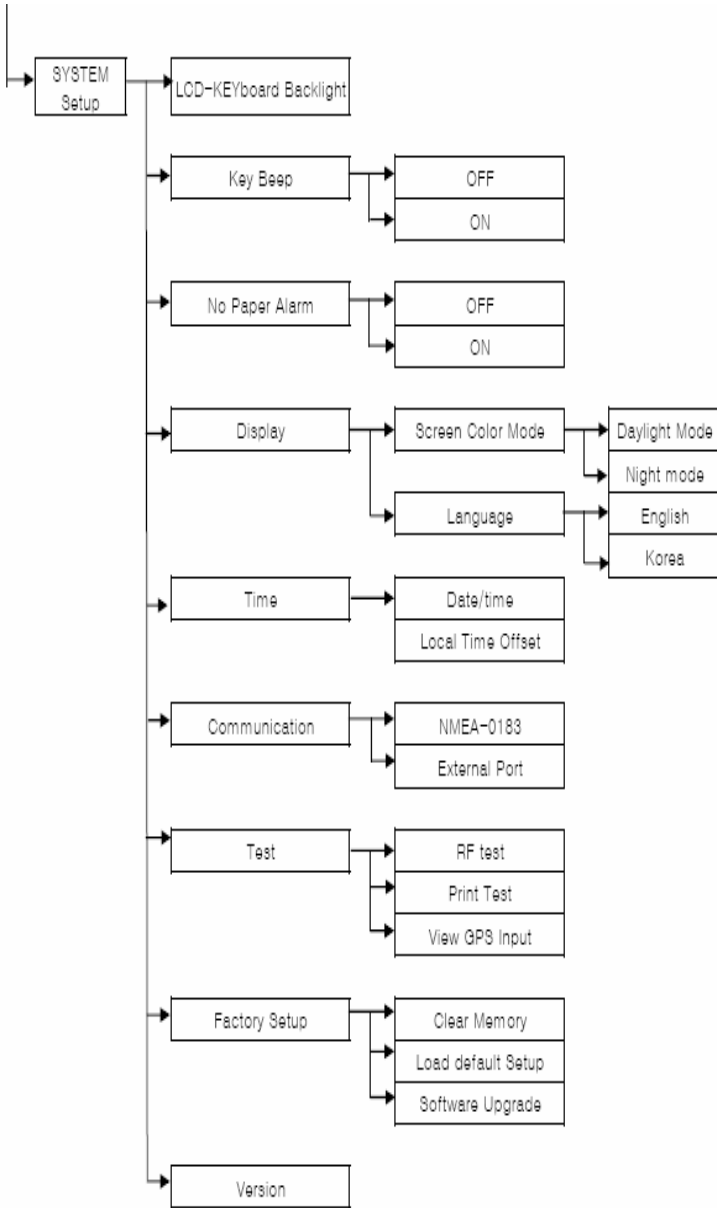 SYSTEM
Setup
LCD-KEYboard Backlight
Key Beep
OFF
ON
No Paper Alarm
OFF
ON
Display
Screen Color Mode
Daylight Mode
Night mode
Language
English
Korea
Time
Date/time
Local Time Offset
Communication
NMEA-0183
External Port
Test
RF test
Print Test
View GPS Input
Factory Setup
Clear Memory
Load default Setup
Software Upgrade
Version